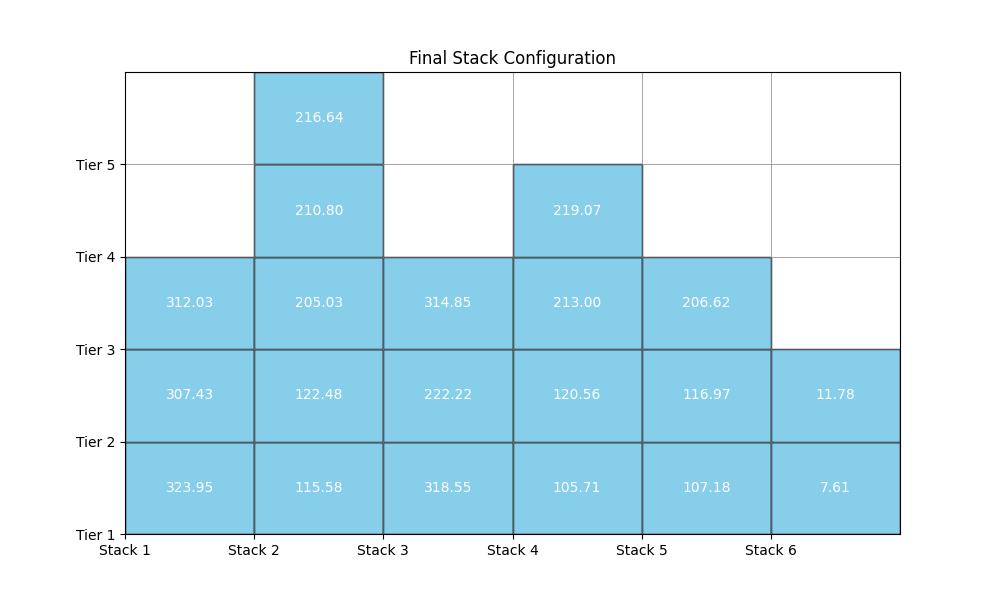 Final Stack Configuration
216.64
Tier 5
210.80 219.07
Tier 4
312.03 205.03 314.85 213.00 206.62
Tier 3
307.43 122.48 222.22 120.56 116.97 11.78
Tier 2
323.95 115.58 318.55 105.71 107.18 7.61
Tier 1
Stack 1 Stack 2 Stack 3 Stack 4 Stack 5 Stack 6